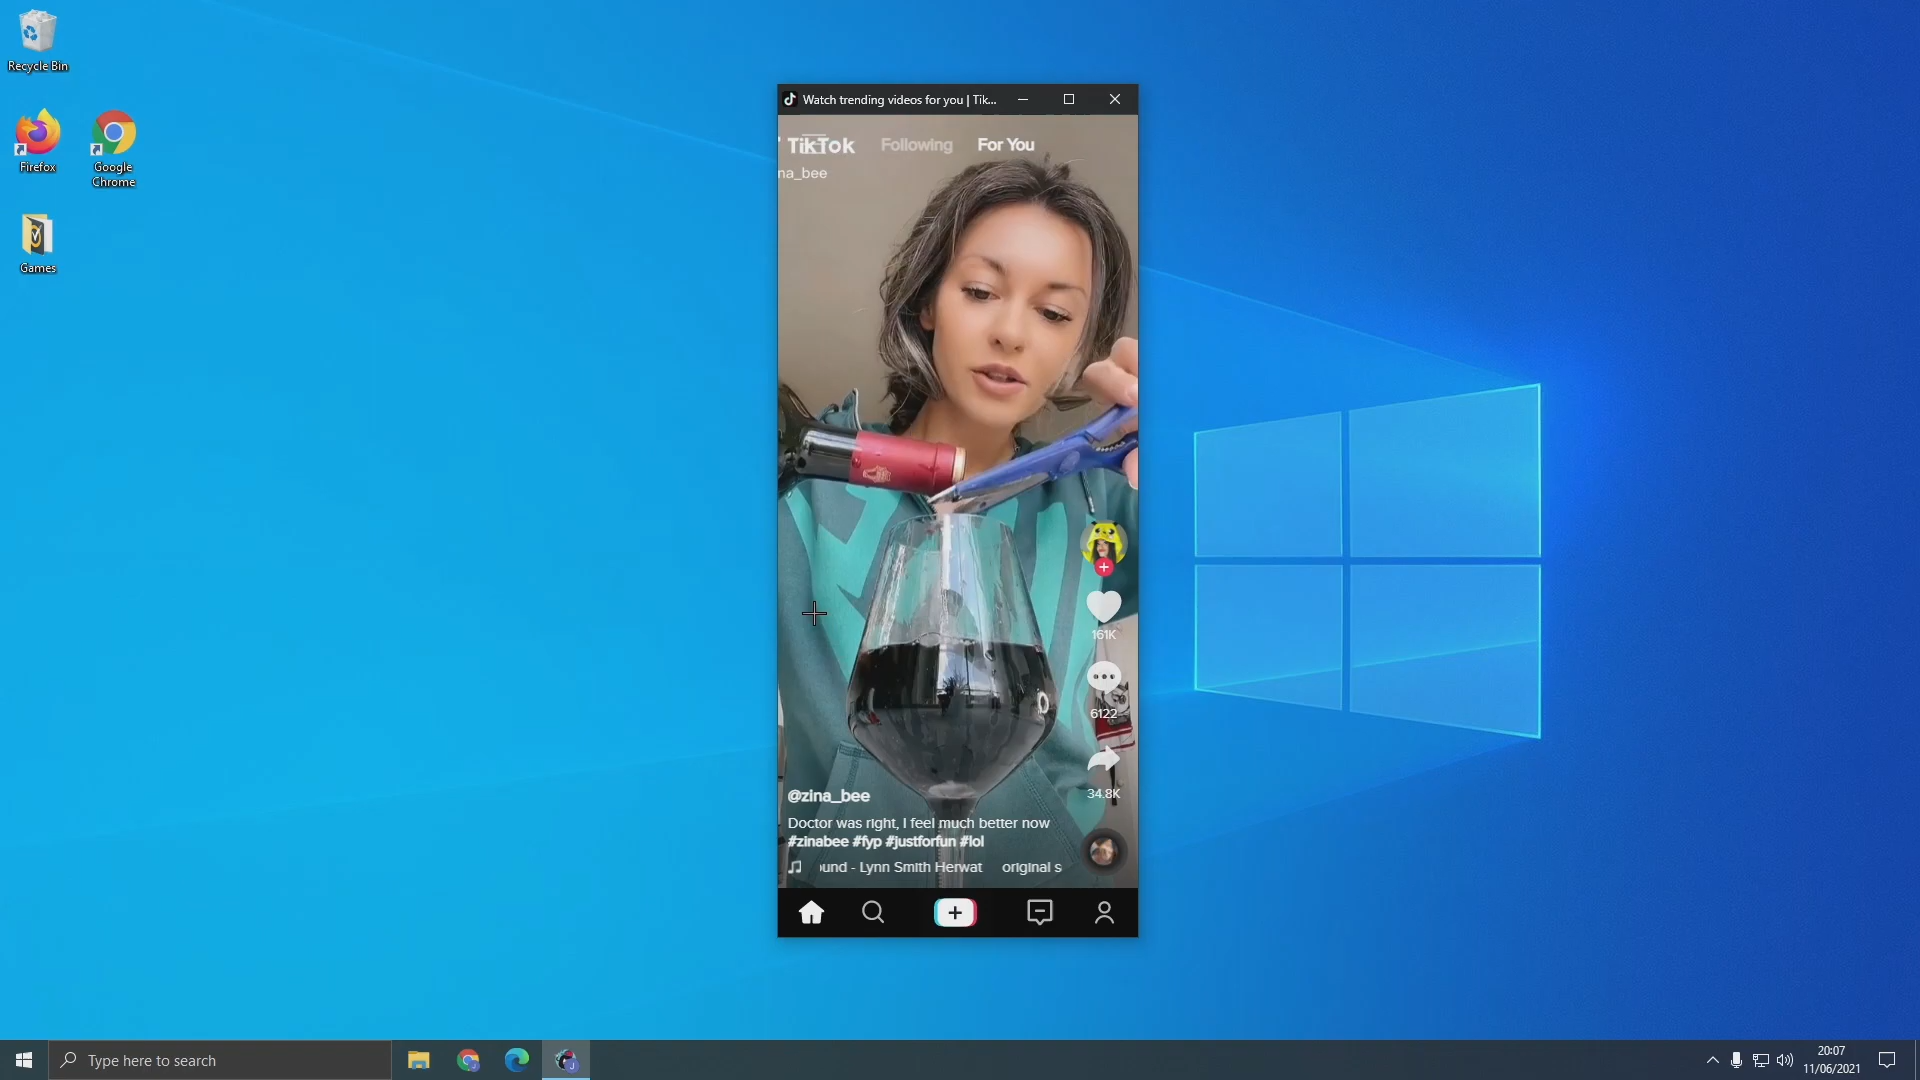 Recycle Bin
Firefox
Google
Chrome
Games
Watch trending videos for you | Tik...
TikTok
Following
For You
na_bee
161K
6122
34.8K
@zina_bee
Doctor was right, I feel much better now
#zinabee #fyp #justforfun #lol
und - Lynn Smith Herwat
original s
Type here to search
20:07
11/06/2021